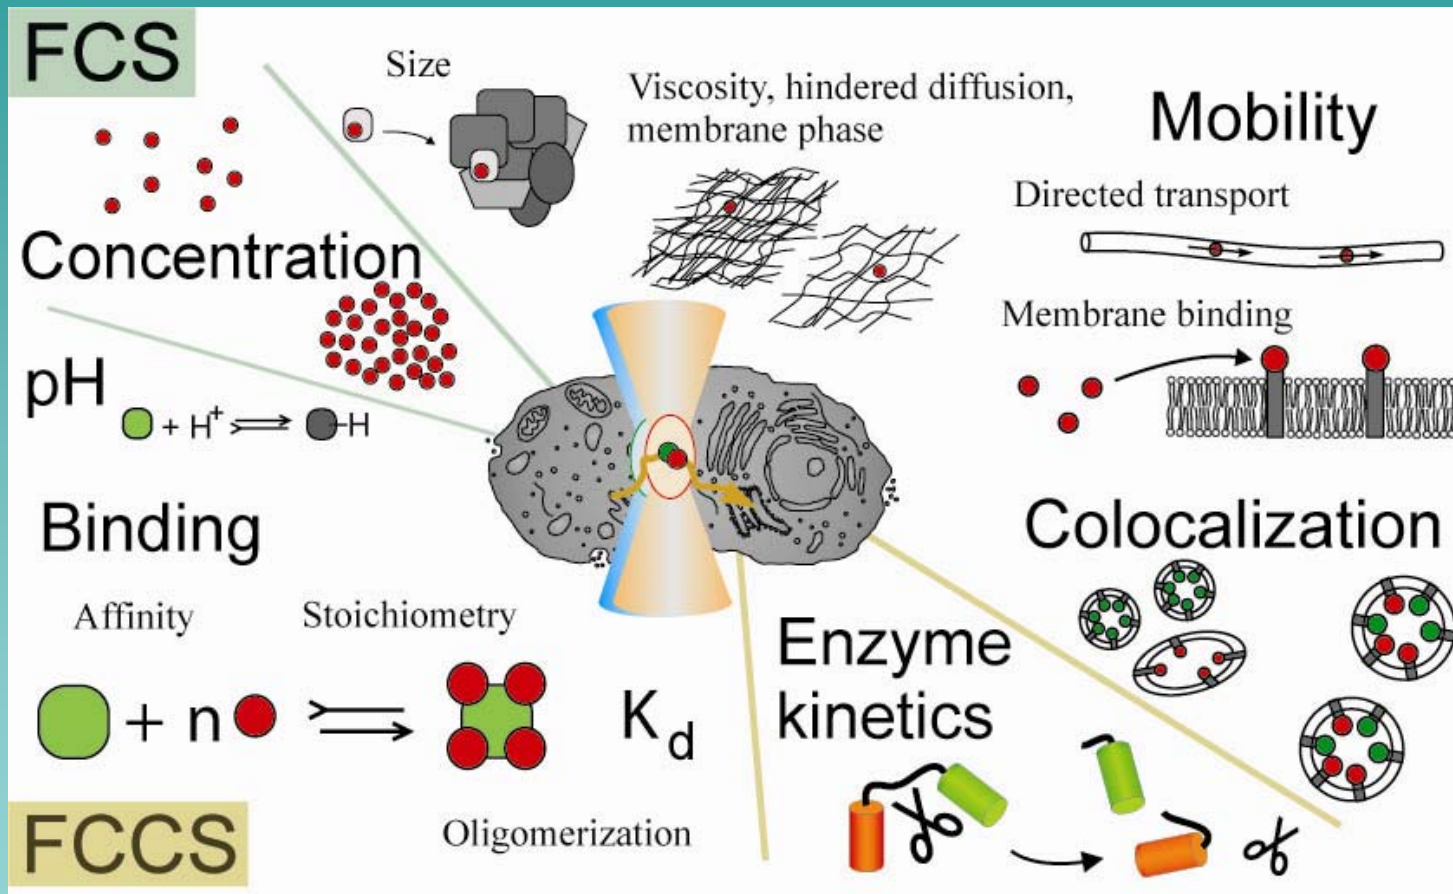 FCS
Size
Viscosity, hindered diffusion,
membrane phase
Mobility
Directed transport
Concentration
Membrane binding
pH
+ H⁺ -H
Binding
Colocalization
Affinity
Stoichiometry
+ n
K_d
Enzyme
kinetics
Oligomerization
FCCS